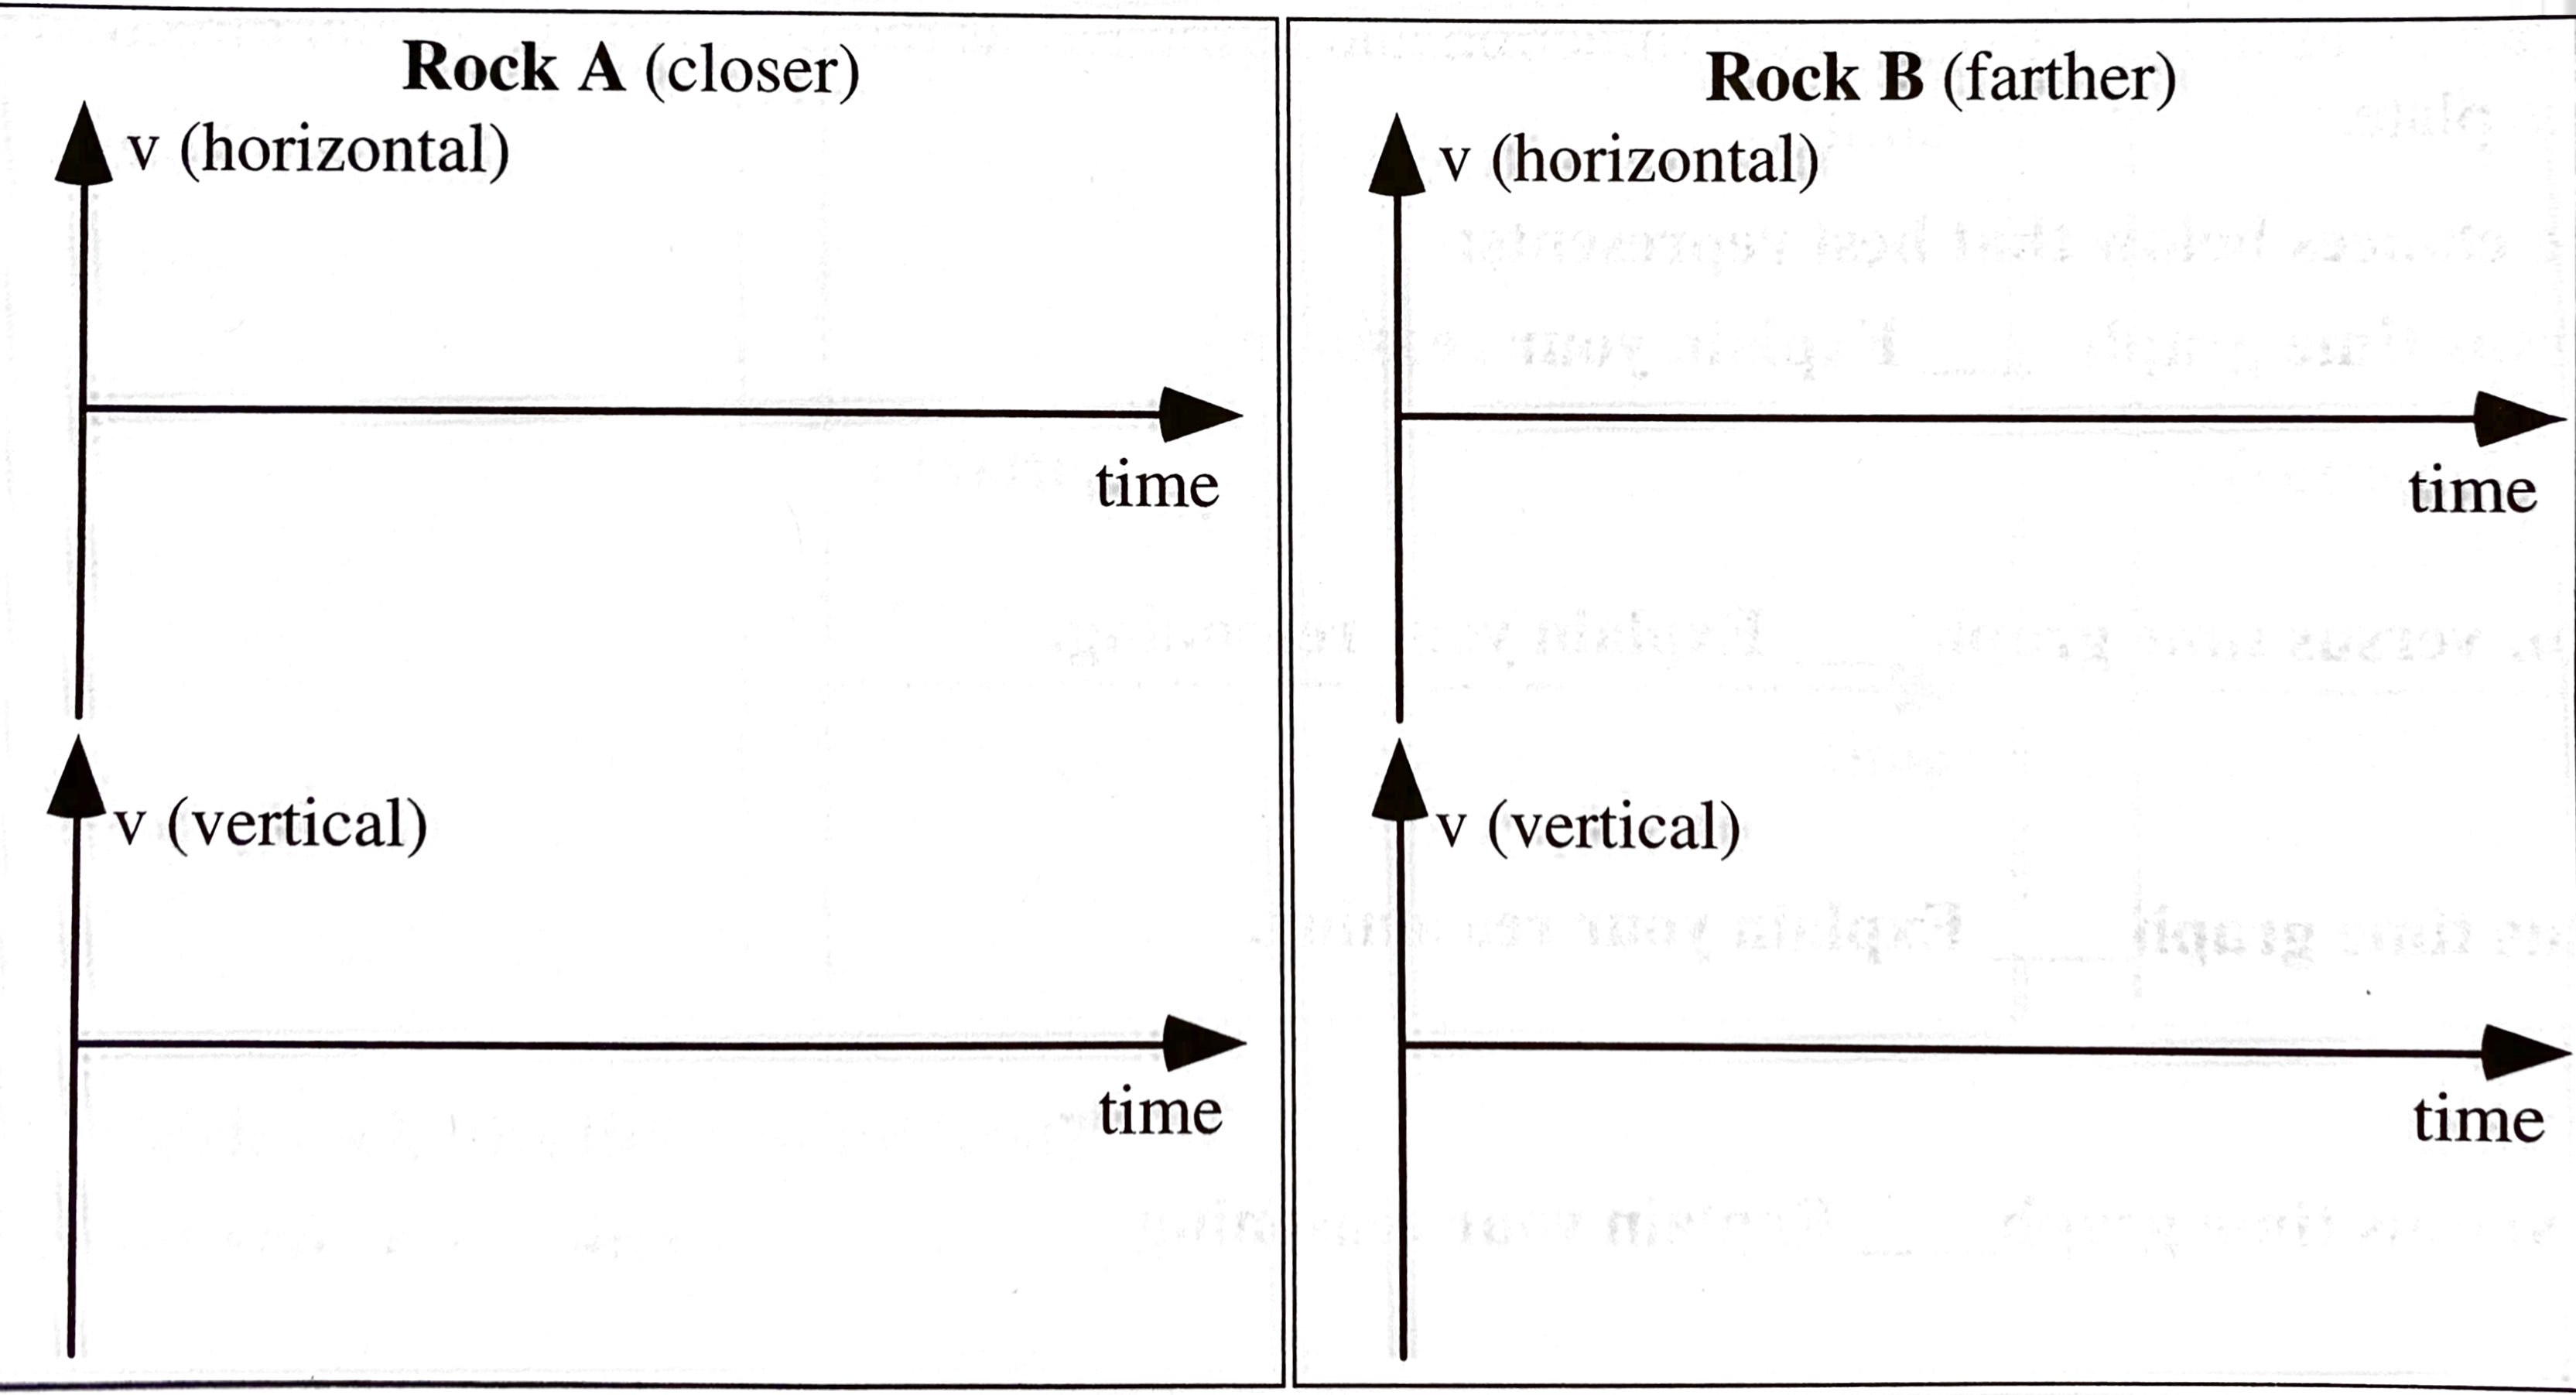 Rock A (closer)
v (horizontal)
time
v (vertical)
time
Rock B (farther)
v (horizontal)
time
v (vertical)
time